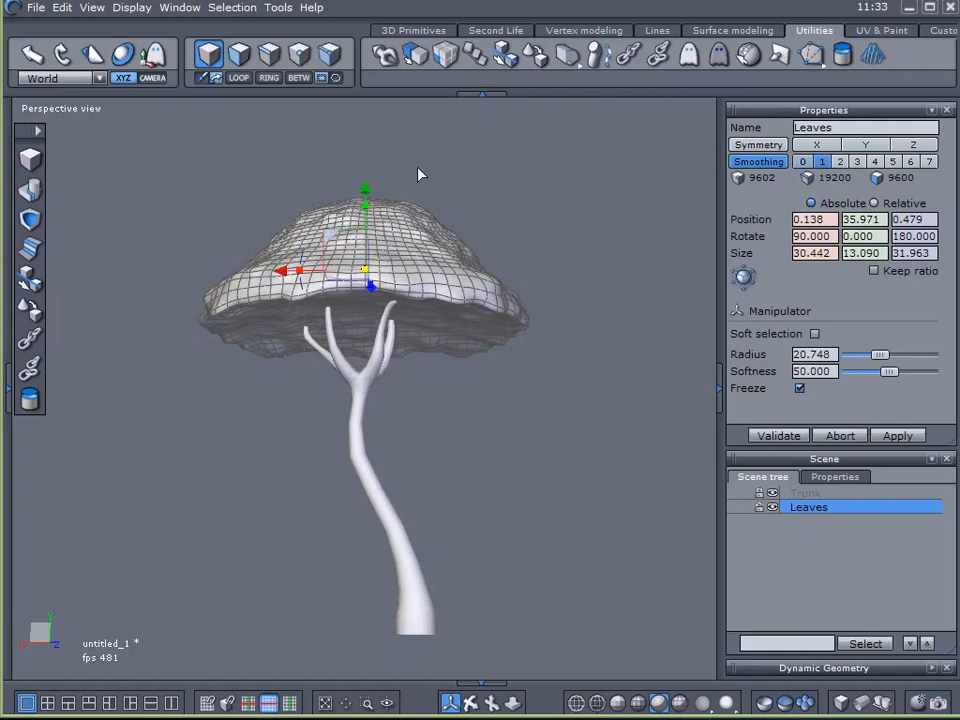 File Edit View Display Window Selection Tools Help 11:33
3D Primitives Second Life Vertex modeling Lines Surface modeling Utilities UV & Paint Custo
World XYZ CAMERA LOOP RING BETW
Perspective view
Properties
Name Leaves
Symmetry X Y Z
Smoothing 0 1 2 3 4 5 6 7
9602 19200 9600
Absolute Relative
Position 0.138 35.971 0.479
Rotate 90.000 0.000 180.000
Size 30.442 13.090 31.963
Keep ratio
Manipulator
Soft selection
Radius 20.748
Softness 50.000
Freeze
Validate Abort Apply
Scene
Scene tree Properties
Trunk
Leaves
Select
Dynamic Geometry
Y
X Z
untitled_1 *
fps 481